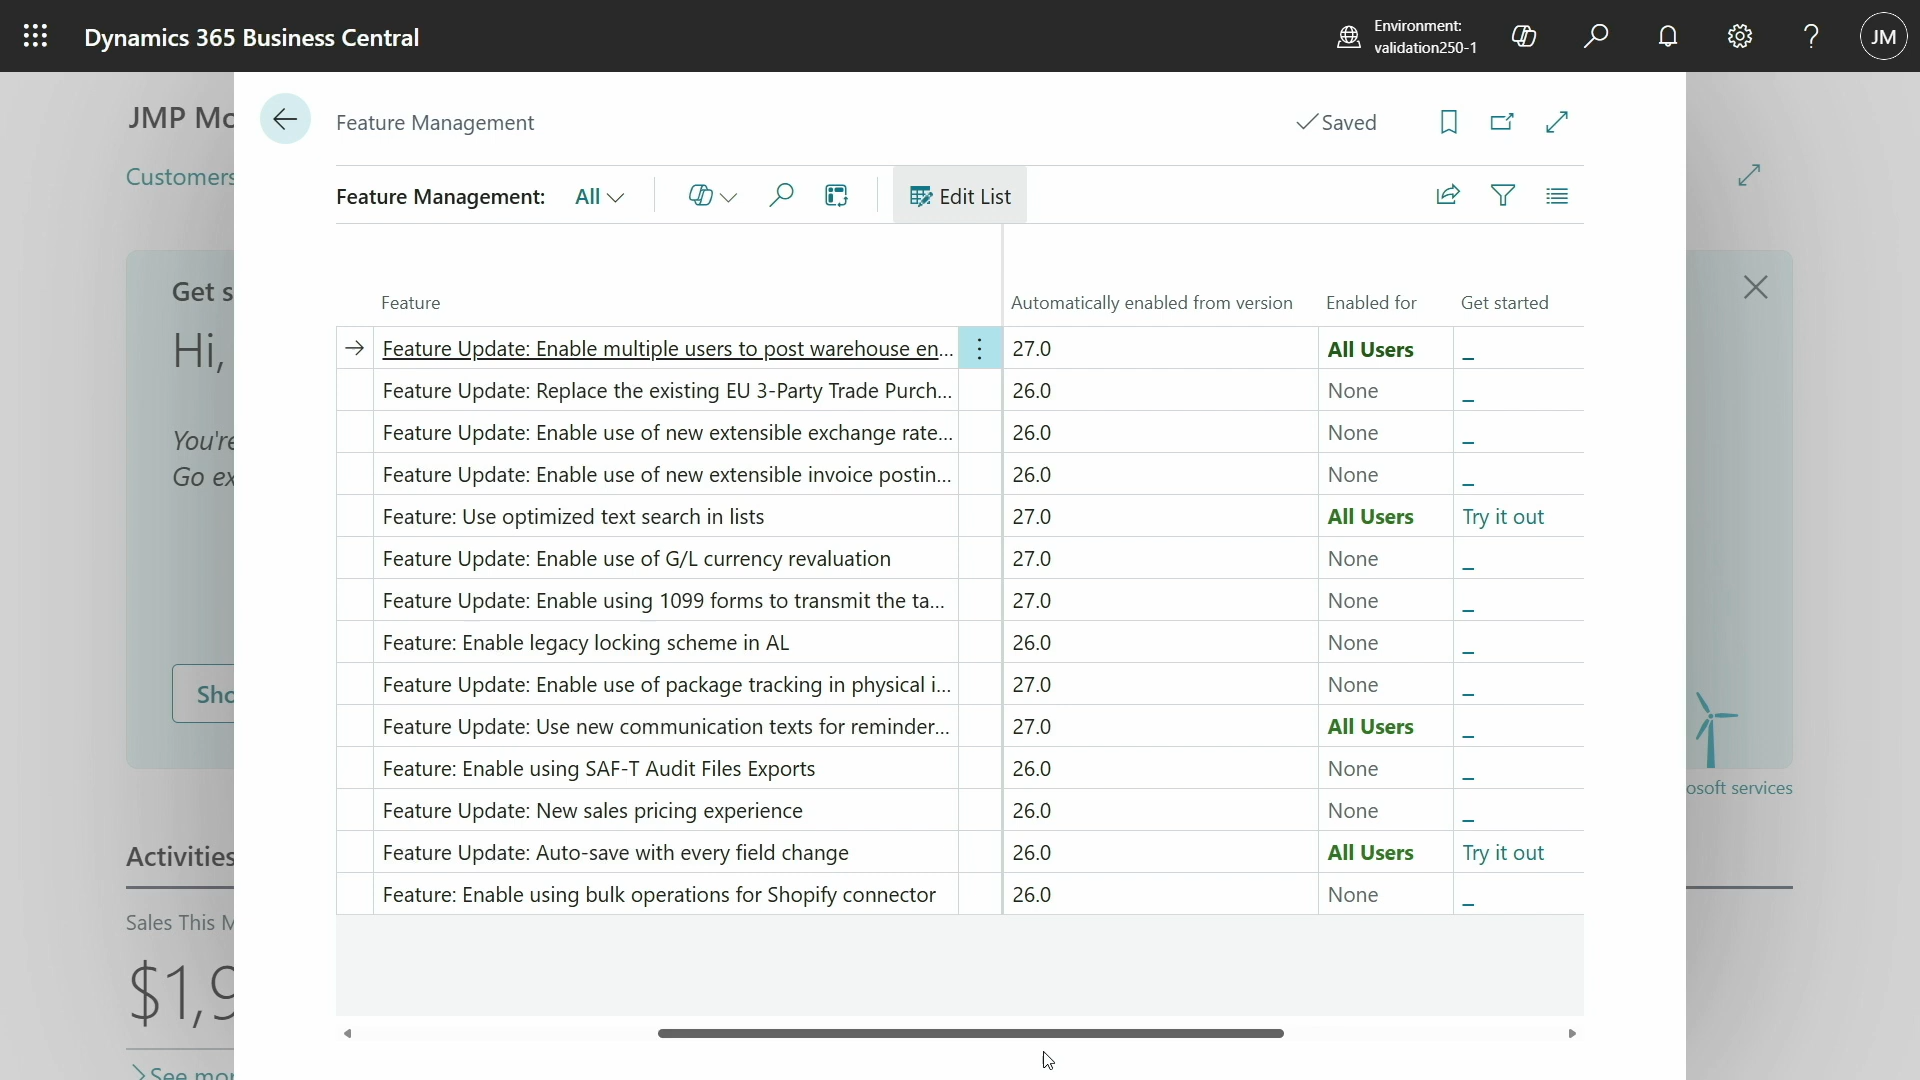 Dynamics 365 Business Central
Environment:
validation250-1
JM
JMP Mc
Feature Management
Saved
Customers
Feature Management: All
Edit List
Get s
Hi,
You're
Go ex
Sho
Feature Automatically enabled from version Enabled for Get started
Feature Update: Enable multiple users to post warehouse en... 27.0 All Users _
Feature Update: Replace the existing EU 3-Party Trade Purch... 26.0 None _
Feature Update: Enable use of new extensible exchange rate... 26.0 None _
Feature Update: Enable use of new extensible invoice postin... 26.0 None _
Feature: Use optimized text search in lists 27.0 All Users Try it out
Feature Update: Enable use of G/L currency revaluation 27.0 None _
Feature Update: Enable using 1099 forms to transmit the ta... 27.0 None _
Feature: Enable legacy locking scheme in AL 26.0 None _
Feature Update: Enable use of package tracking in physical i... 27.0 None _
Feature Update: Use new communication texts for reminder... 27.0 All Users _
Feature: Enable using SAF-T Audit Files Exports 26.0 None _
Feature Update: New sales pricing experience 26.0 None _
Feature Update: Auto-save with every field change 26.0 All Users Try it out
Feature: Enable using bulk operations for Shopify connector 26.0 None _
osoft services
Activities
Sales This M
$1,9
See mor